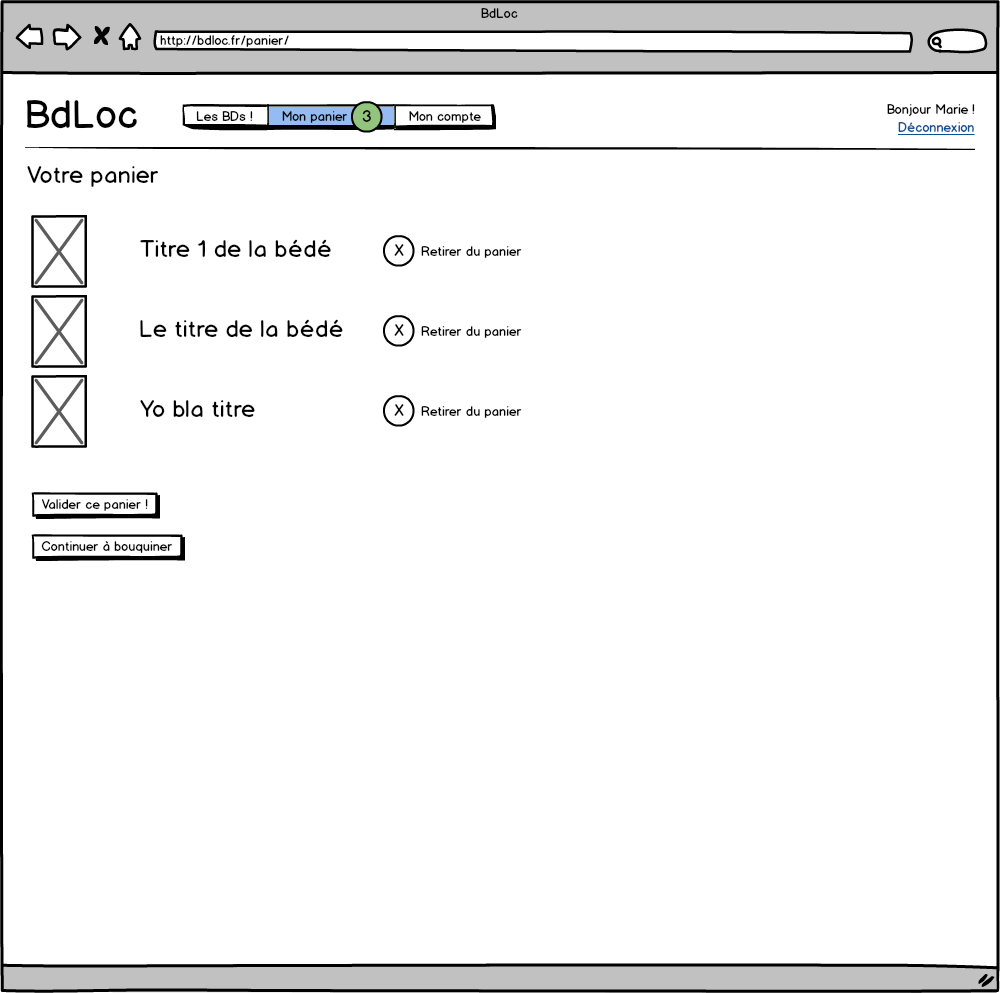 BdLoc
http://bdloc.fr/panier/
BdLoc
Les BDs !
Mon panier
3
Mon compte
Bonjour Marie !
Déconnexion
Votre panier
Titre 1 de la bédé
X
Retirer du panier
Le titre de la bédé
X
Retirer du panier
Yo bla titre
X
Retirer du panier
Valider ce panier !
Continuer à bouquiner